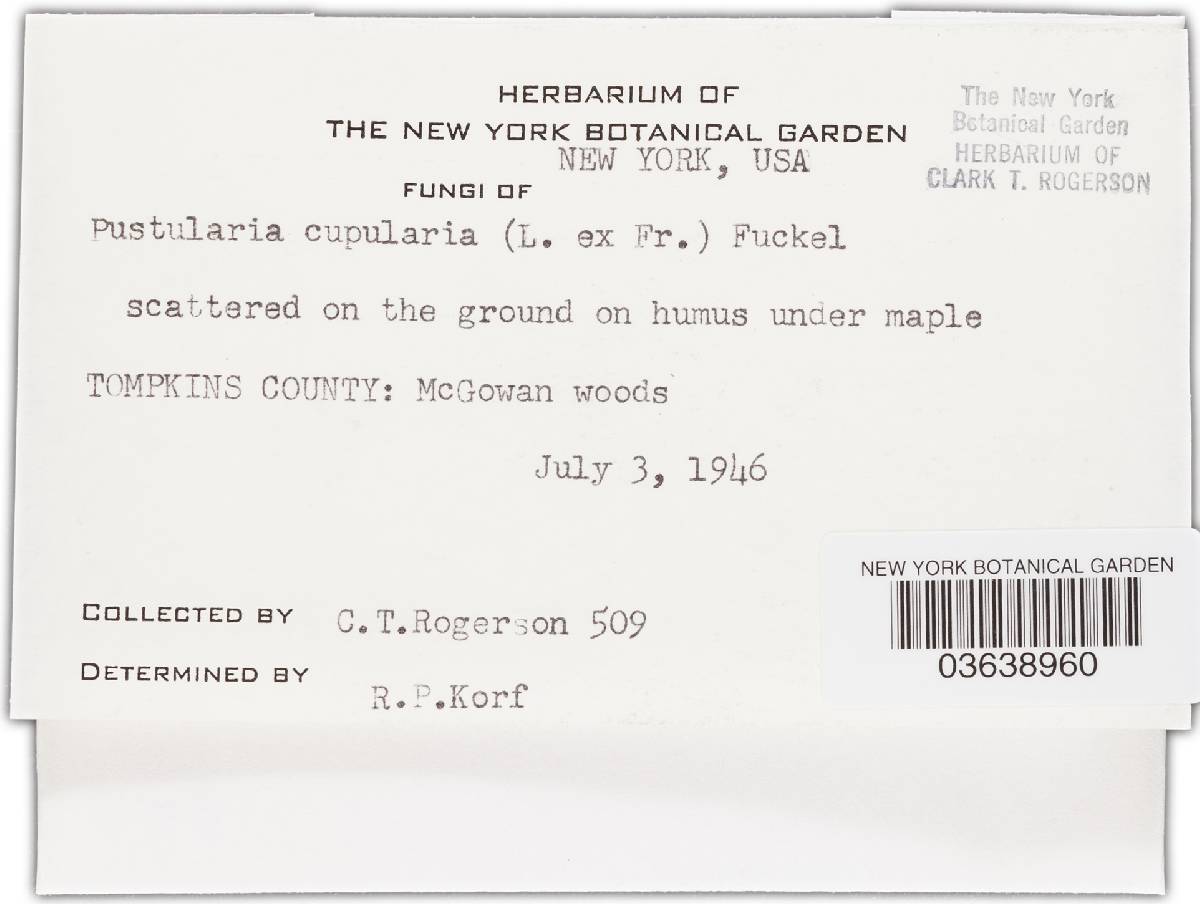 HERBARIUM OF
THE NEW YORK BOTANICAL GARDEN
NEW YORK, USA
FUNGI OF
The New York
Botanical Garden
HERBARIUM OF
CLARK T. ROGERSON
Pustularia cupularia (L. ex Fr.) Fuckel
scattered on the ground on humus under maple
TOMPKINS COUNTY: McGowan woods
July 3, 1946
COLLECTED BY C.T.Rogerson 509
DETERMINED BY R.P.Korf
NEW YORK BOTANICAL GARDEN
03638960